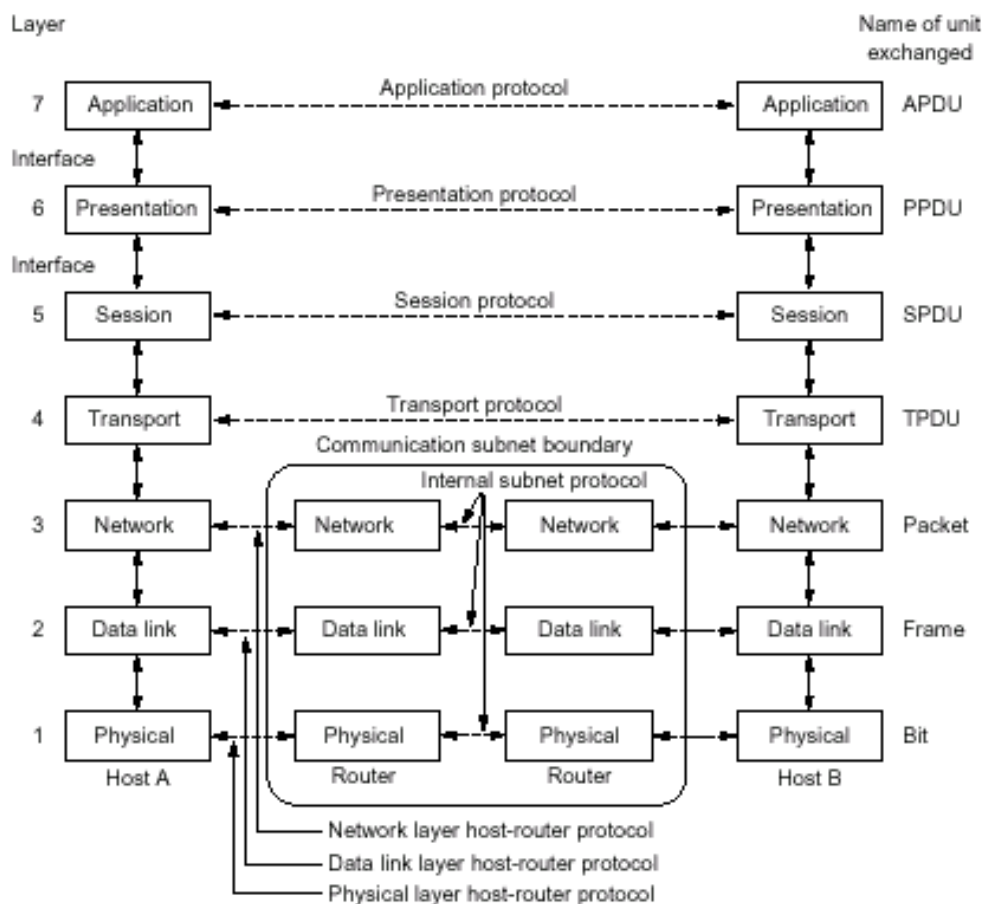 Layer
Name of unit
exchanged
Application protocol
7 Application Application APDU
Interface
Presentation protocol
6 Presentation Presentation PPDU
Interface
Session protocol
5 Session Session SPDU
Transport protocol
4 Transport Transport TPDU
Communication subnet boundary
Internal subnet protocol
3 Network Network Network Network Packet
2 Data link Data link Data link Data link Frame
1 Physical Physical Physical Physical Bit
Host A Router Router Host B
Network layer host-router protocol
Data link layer host-router protocol
Physical layer host-router protocol